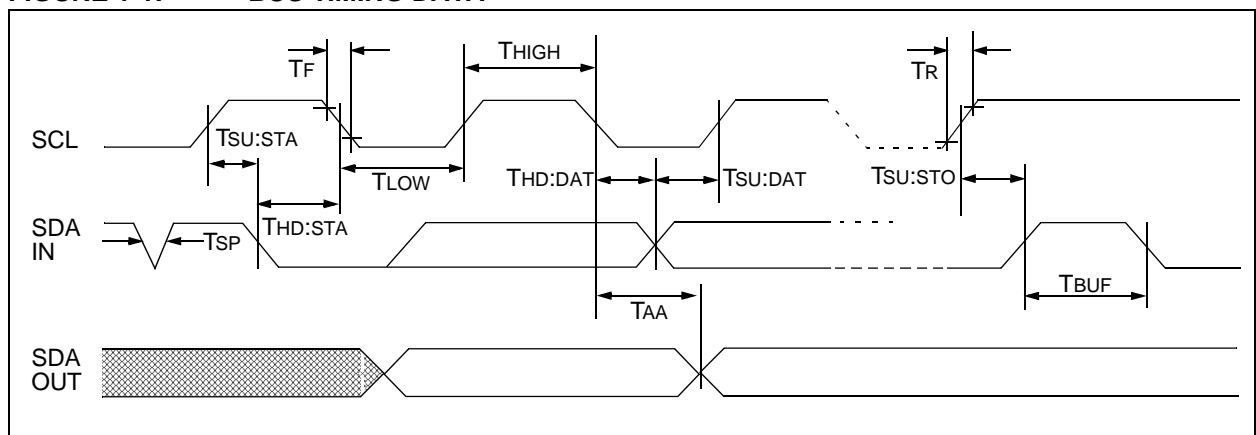 FIGURE 1-1: BUS TIMING DATA
TF
THIGH
TR
SCL
TSU:STA
TLOW
THD:DAT
TSU:DAT
TSU:STO
SDA
IN
TSP
THD:STA
TBUF
TAA
SDA
OUT